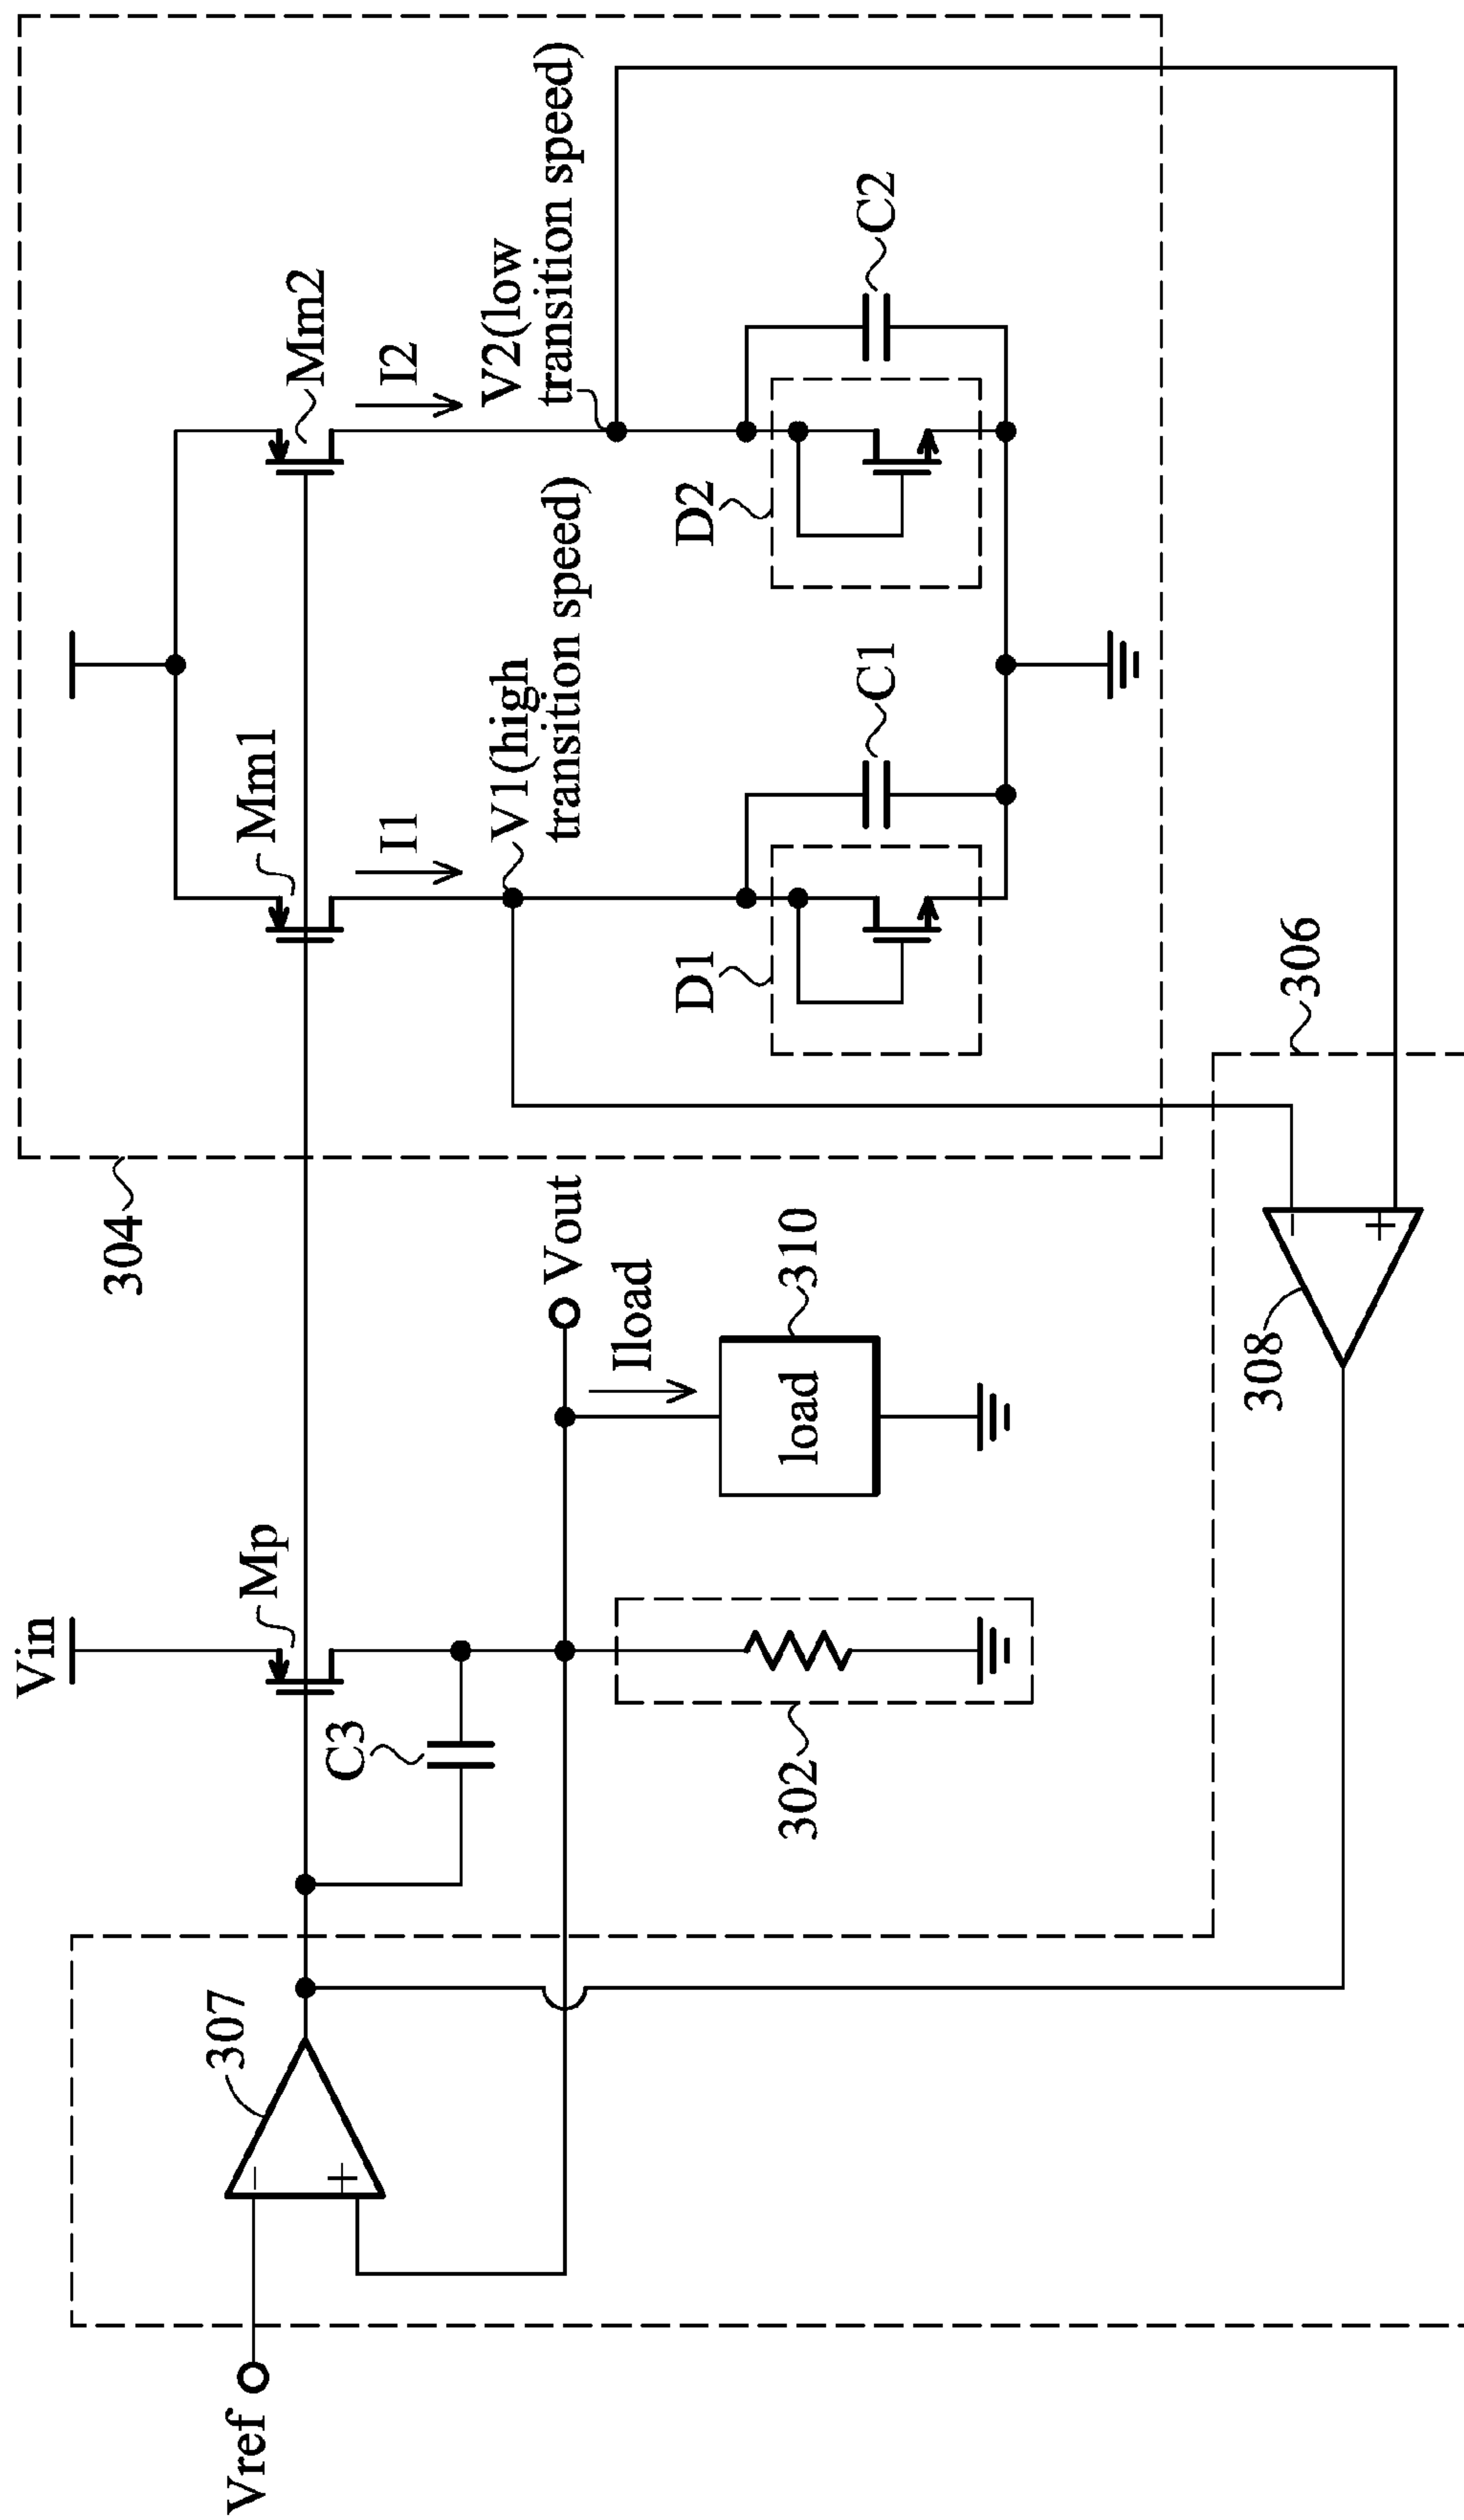 Vin
304
Mp
Mm1
Mm2
307
Vref
−
+
C3
I1
I2
V1(high
transition speed)
V2(low
transition speed)
Vout
Iload
D1
D2
302
load
310
C1
C2
306
308
−
+